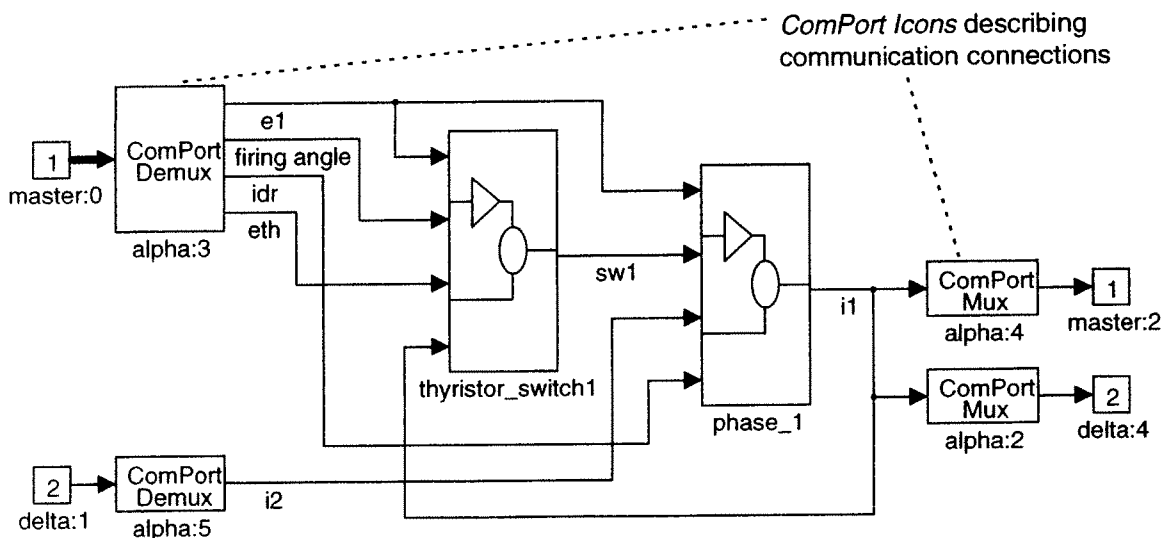 ComPort Icons describing
communication connections
e1
1
ComPort
Demux
firing angle
master:0
idr
eth
alpha:3
sw1
i1
ComPort
Mux
1
alpha:4
master:2
thyristor_switch1
ComPort
Mux
2
phase_1
alpha:2
delta:4
2
ComPort
Demux
i2
delta:1
alpha:5